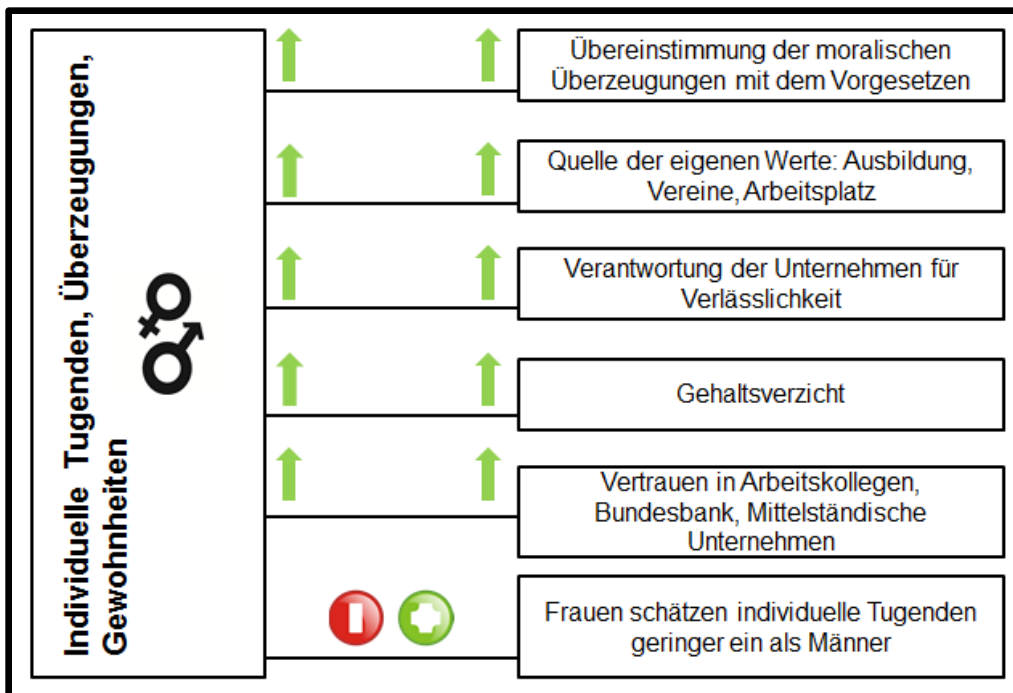 Individuelle Tugenden, Überzeugungen,
Gewohnheiten
Übereinstimmung der moralischen
Überzeugungen mit dem Vorgesetzen
Quelle der eigenen Werte: Ausbildung,
Vereine, Arbeitsplatz
Verantwortung der Unternehmen für
Verlässlichkeit
Gehaltsverzicht
Vertrauen in Arbeitskollegen,
Bundesbank, Mittelständische
Unternehmen
Frauen schätzen individuelle Tugenden
geringer ein als Männer